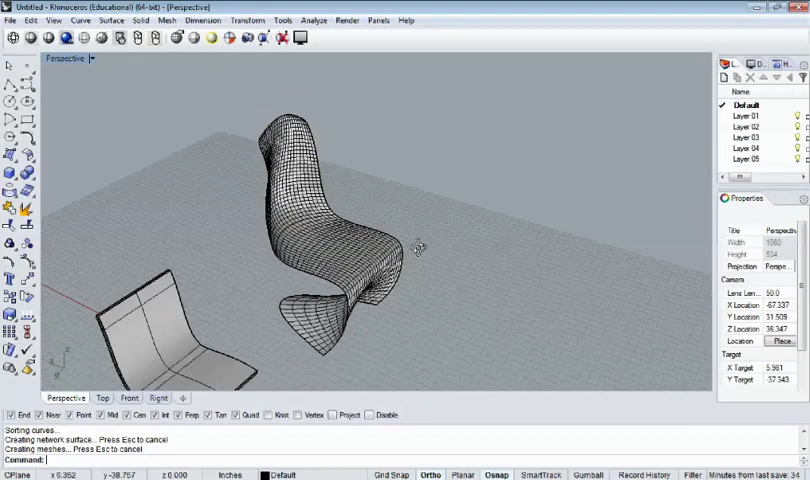 Untitled - Rhinoceros (Educational) (64-bit) - [Perspective]
File Edit View Curve Surface Solid Mesh Dimension Transform Tools Analyze Render Panels Help
Perspective
L...
D...
H...
Name
Default
Layer 01
Layer 02
Layer 03
Layer 04
Layer 05
Properties
Title Perspectiv
Width 1060
Height 534
Projection Perspe...
Camera
Lens Len... 50.0
X Location -67.337
Y Location 31.509
Z Location 36.347
Location Place...
Target
X Target 5.981
Y Target -37.343
Perspective Top Front Right
End Near Point Mid Cen Int Perp Tan Quad Knot Vertex Project Disable
Sorting curves...
Creating network surface... Press Esc to cancel
Creating meshes... Press Esc to cancel
Command:
CPlane x 6.352 y -38.757 z 0.000 Inches Default Grid Snap Ortho Planar Osnap SmartTrack Gumball Record History Filter Minutes from last save: 34